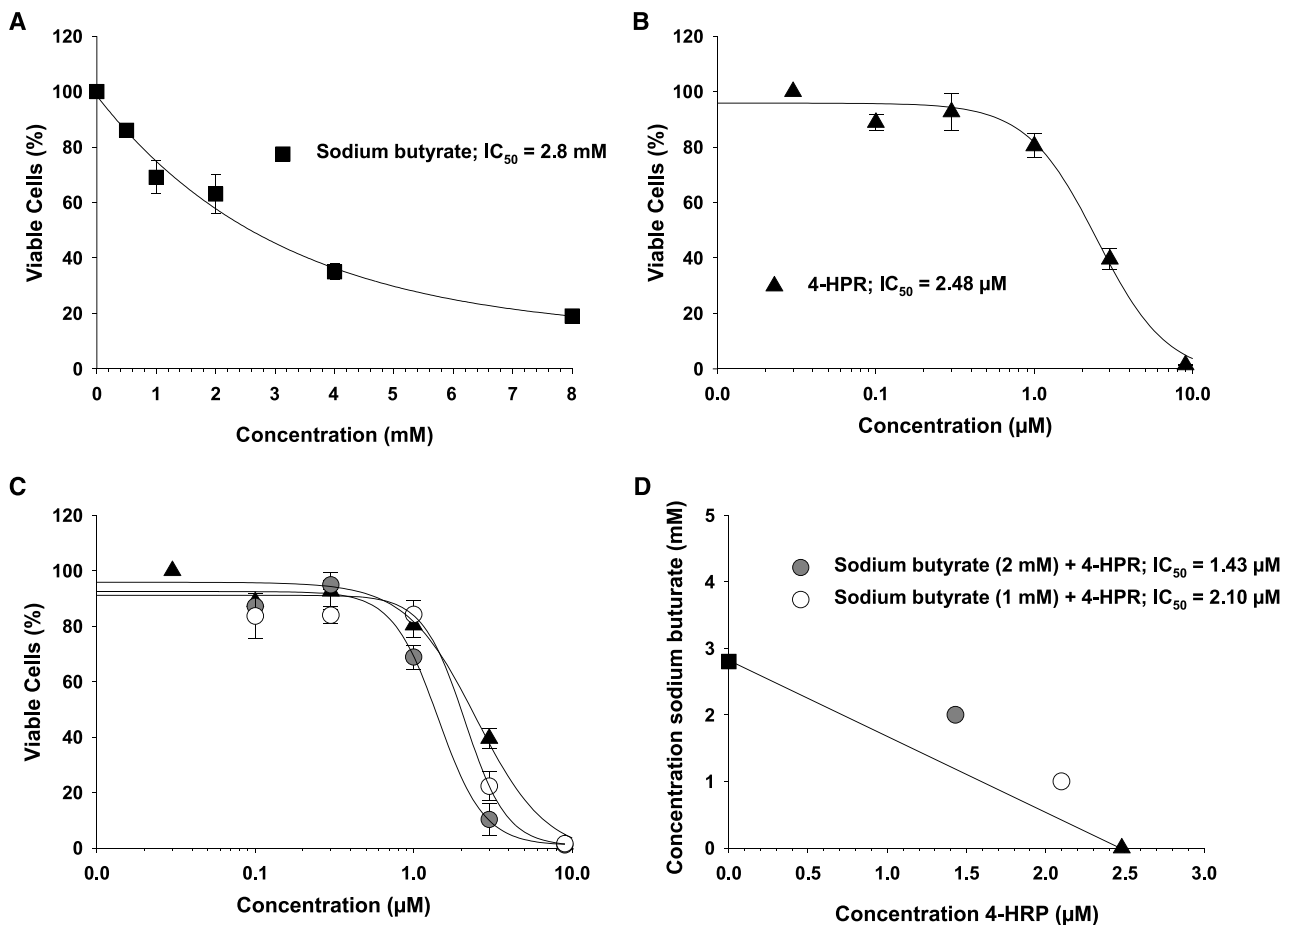 A
120
100
80
60
40
20
0
Viable Cells (%)
Sodium butyrate; IC50 = 2.8 mM
0 1 2 3 4 5 6 7 8
Concentration (mM)
B
120
100
80
60
40
20
0
Viable Cells (%)
4-HPR; IC50 = 2.48 µM
0.0 0.1 1.0 10.0
Concentration (µM)
C
120
100
80
60
40
20
0
Viable Cells (%)
0.0 0.1 1.0 10.0
Concentration (µM)
D
5
4
3
2
1
0
Concentration sodium buturate (mM)
Sodium butyrate (2 mM) + 4-HPR; IC50 = 1.43 µM
Sodium butyrate (1 mM) + 4-HPR; IC50 = 2.10 µM
0.0 0.5 1.0 1.5 2.0 2.5 3.0
Concentration 4-HRP (µM)